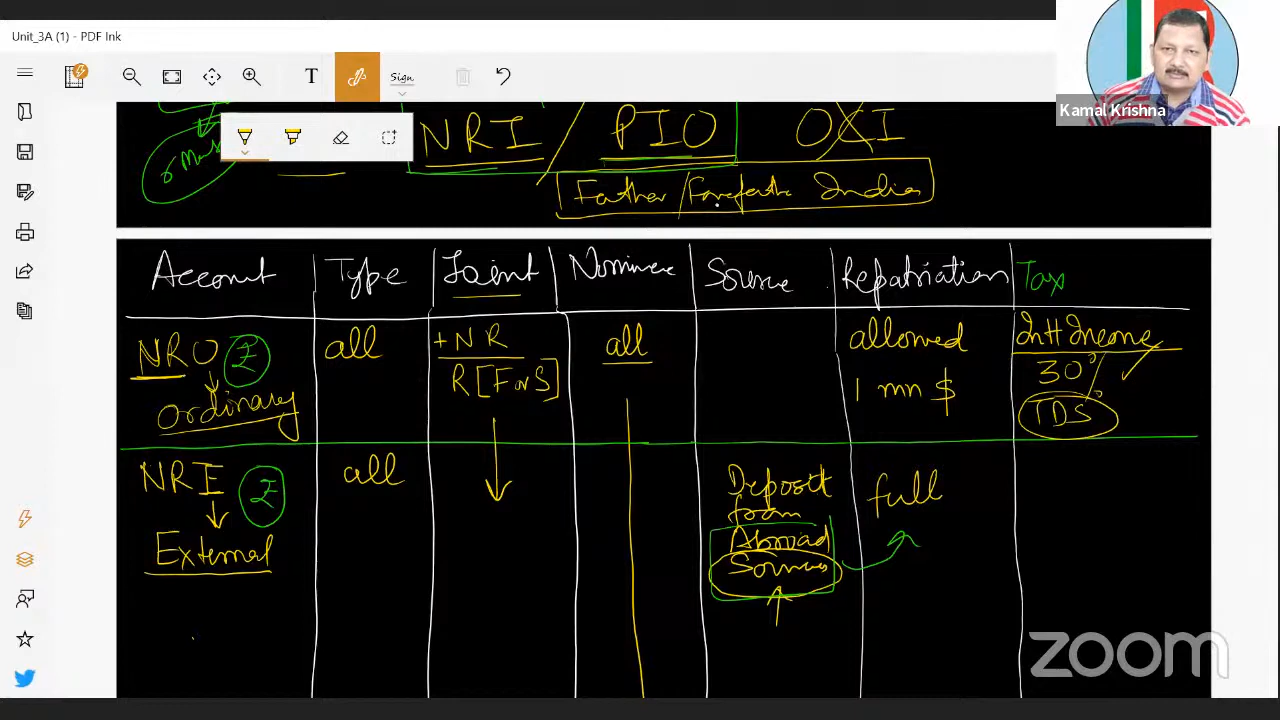 Unit_3A (1) - PDF Ink
Kamal Krishna
T
Sign
6
NRI / PIO OCI
Father / Forefather India
Account Type Joint Nominee Source Repatriation Tax
NRO ₹ all + NR all allowed Int Income
R [F or S] 30%
Ordinary 1 mn $ TDS
NRE ₹ all Deposit full
from
External Abroad
Sources
zoom